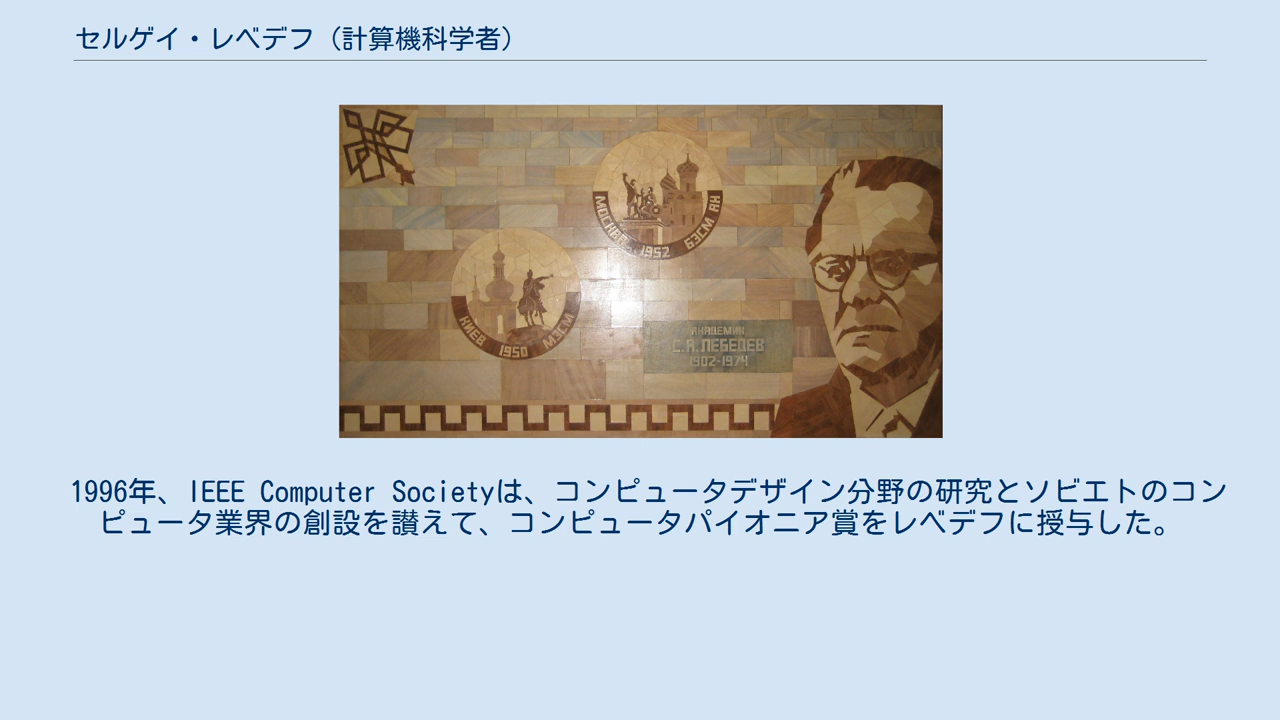 セルゲイ・レベデフ（計算機科学者）
МОСКВА 1952 БЭСМ АН
КИЕВ 1950 МЭСМ
АКАДЕМИК
С.А.ЛЕБЕДЕВ
1902-1974
1996年、IEEE Computer Societyは、コンピュータデザイン分野の研究とソビエトのコン
ピュータ業界の創設を讃えて、コンピュータパイオニア賞をレベデフに授与した。